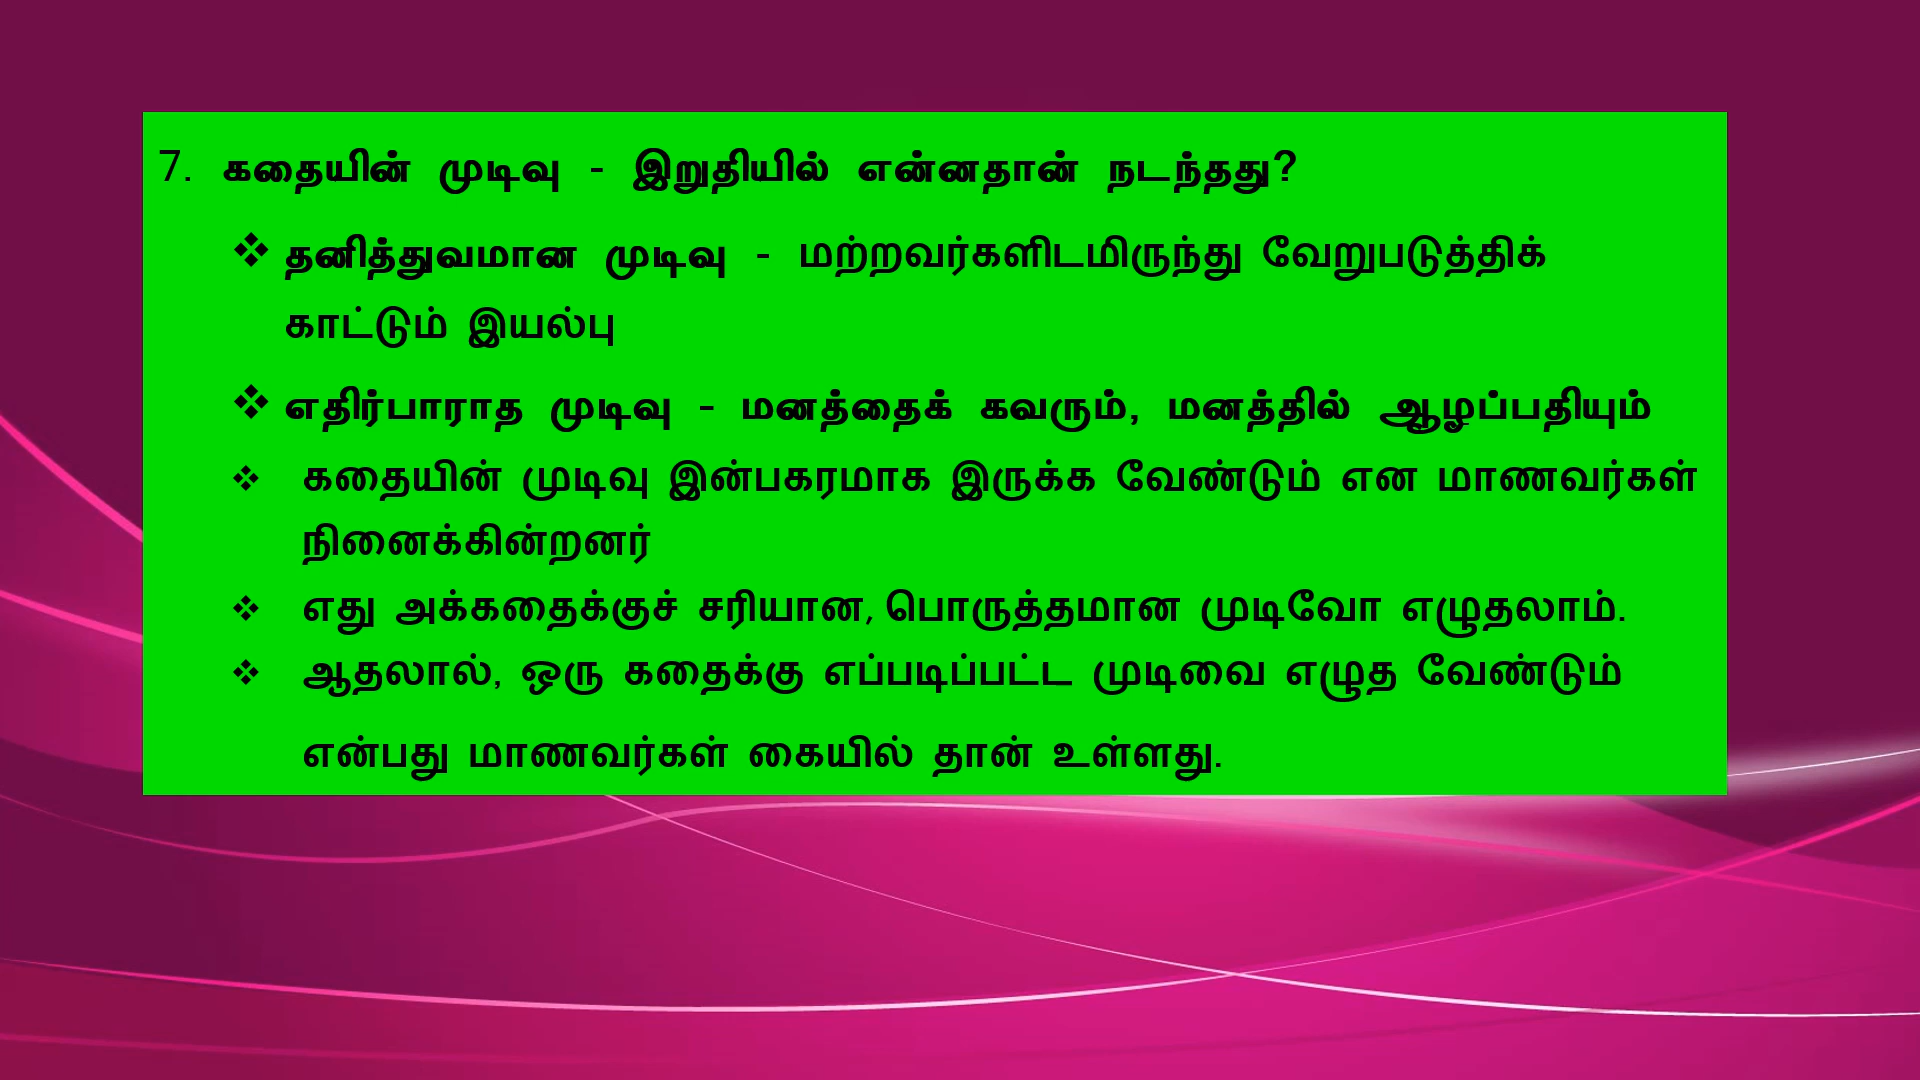 7. கதையின் முடிவு - இறுதியில் என்னதான் நடந்தது?
❖ தனித்துவமான முடிவு - மற்றவர்களிடமிருந்து வேறுபடுத்திக்
காட்டும் இயல்பு
❖ எதிர்பாராத முடிவு - மனத்தைக் கவரும், மனத்தில் ஆழப்பதியும்
❖ கதையின் முடிவு இன்பகரமாக இருக்க வேண்டும் என மாணவர்கள்
நினைக்கின்றனர்
❖ எது அக்கதைக்குச் சரியான, பொருத்தமான முடிவோ எழுதலாம்.
❖ ஆதலால், ஒரு கதைக்கு எப்படிப்பட்ட முடிவை எழுத வேண்டும்
என்பது மாணவர்கள் கையில் தான் உள்ளது.